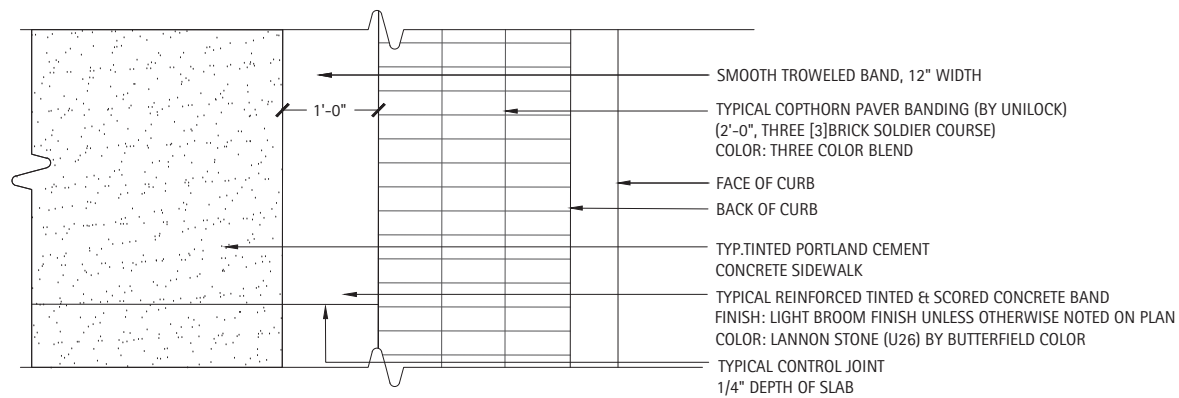 SMOOTH TROWELED BAND, 12" WIDTH
1'-0"
TYPICAL COPTHORN PAVER BANDING (BY UNILOCK)
(2'-0", THREE [3]BRICK SOLDIER COURSE)
COLOR: THREE COLOR BLEND
FACE OF CURB
BACK OF CURB
TYP.TINTED PORTLAND CEMENT
CONCRETE SIDEWALK
TYPICAL REINFORCED TINTED & SCORED CONCRETE BAND
FINISH: LIGHT BROOM FINISH UNLESS OTHERWISE NOTED ON PLAN
COLOR: LANNON STONE (U26) BY BUTTERFIELD COLOR
TYPICAL CONTROL JOINT
1/4" DEPTH OF SLAB